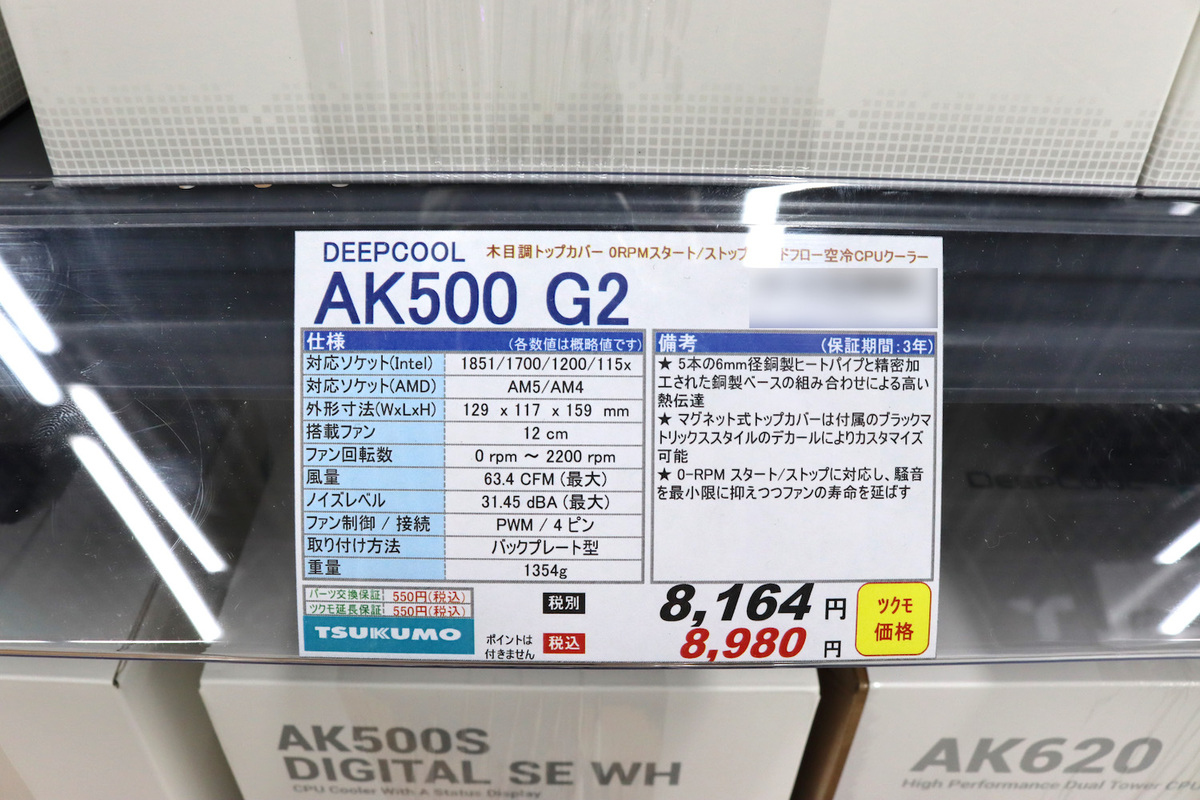 DEEPCOOL 木目調トップカバー 0RPMスタート/ストップ ドフロー空冷CPUクーラー
AK500 G2
仕様 (各数値は概略値です)
対応ソケット(Intel) 1851/1700/1200/115x
対応ソケット(AMD) AM5/AM4
外形寸法(WxLxH) 129 x 117 x 159 mm
搭載ファン 12 cm
ファン回転数 0 rpm ～ 2200 rpm
風量 63.4 CFM (最大)
ノイズレベル 31.45 dBA (最大)
ファン制御 / 接続 PWM / 4ピン
取り付け方法 バックプレート型
重量 1354g
備考 (保証期間:3年)
★ 5本の6mm径銅製ヒートパイプと精密加
工された銅製ベースの組み合わせによる高い
熱伝達
★ マグネット式トップカバーは付属のブラックマ
トリックススタイルのデカールによりカスタマイズ
可能
★ 0-RPM スタート/ストップに対応し、騒音
を最小限に抑えつつファンの寿命を延ばす
パーツ交換保証 550円(税込)
ツクモ延長保証 550円(税込)
TSUKUMO
ポイントは
付きません
税別 8,164 円
税込 8,980 円
ツクモ
価格
DEEPCOOL
AK500S
DIGITAL SE WH
CPU Cooler With A Status Display
AK620
High Performance Dual Tower CPU